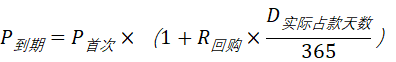 P到期 = P首次 × （1 + R回购 × D实际占款天数/365）